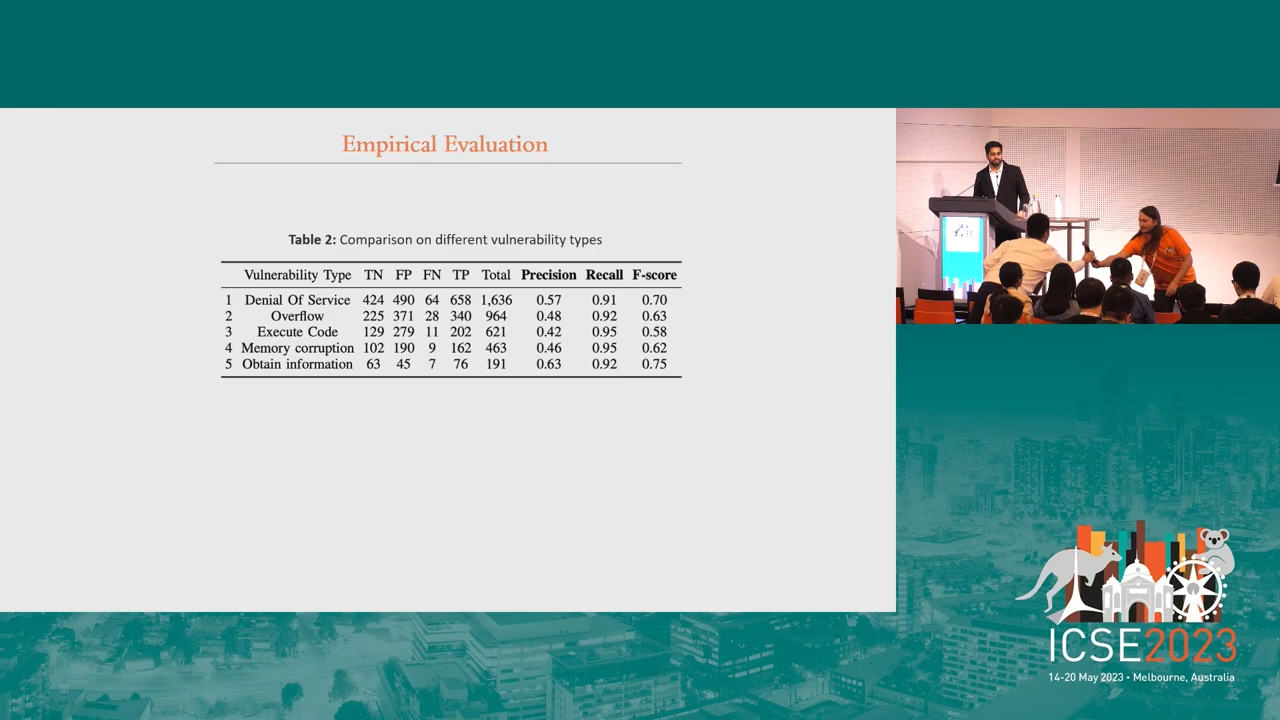 Empirical Evaluation
Table 2: Comparison on different vulnerability types
Vulnerability Type TN FP FN TP Total Precision Recall F-score
1 Denial Of Service 424 490 64 658 1,636 0.57 0.91 0.70
2 Overflow 225 371 28 340 964 0.48 0.92 0.63
3 Execute Code 129 279 11 202 621 0.42 0.95 0.58
4 Memory corruption 102 190 9 162 463 0.46 0.95 0.62
5 Obtain information 63 45 7 76 191 0.63 0.92 0.75
ICSE2023
14-20 May 2023 • Melbourne, Australia